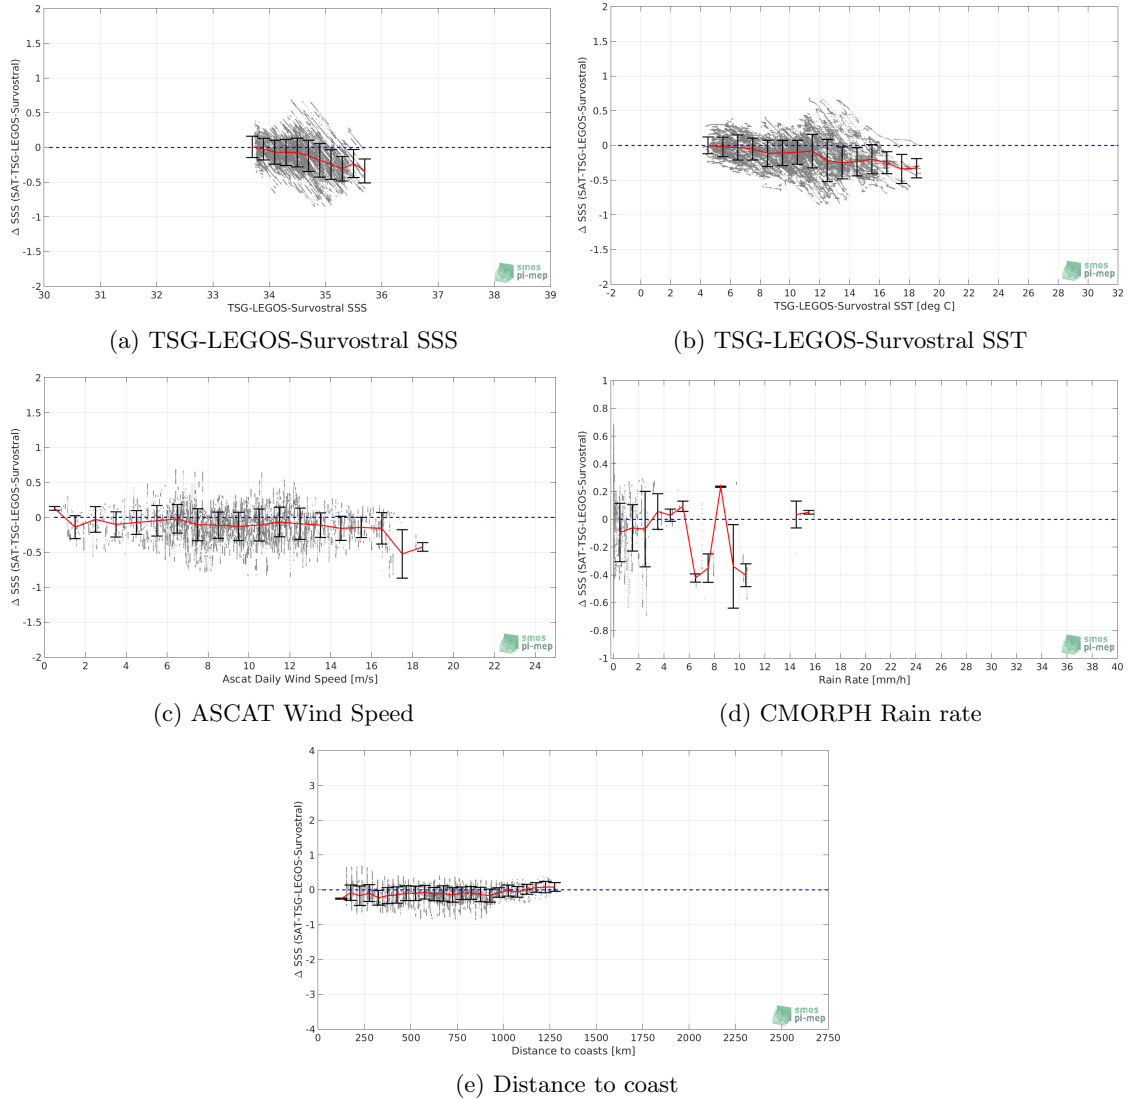 Δ SSS (SAT-TSG-LEGOS-Survostral)
2
1.5
1
0.5
0
-0.5
-1
-1.5
-2
30 31 32 33 34 35 36 37 38 39
TSG-LEGOS-Survostral SSS
smos
pi-mep
(a) TSG-LEGOS-Survostral SSS
Δ SSS (SAT-TSG-LEGOS-Survostral)
2
1.5
1
0.5
0
-0.5
-1
-1.5
-2
-2 0 2 4 6 8 10 12 14 16 18 20 22 24 26 28 30 32
TSG-LEGOS-Survostral SST [deg C]
smos
pi-mep
(b) TSG-LEGOS-Survostral SST
Δ SSS (SAT-TSG-LEGOS-Survostral)
2
1.5
1
0.5
0
-0.5
-1
-1.5
-2
0 2 4 6 8 10 12 14 16 18 20 22 24
Ascat Daily Wind Speed [m/s]
smos
pi-mep
(c) ASCAT Wind Speed
Δ SSS (SAT-TSG-LEGOS-Survostral)
1
0.8
0.6
0.4
0.2
0
-0.2
-0.4
-0.6
-0.8
-1
0 2 4 6 8 10 12 14 16 18 20 22 24 26 28 30 32 34 36 38 40
Rain Rate [mm/h]
smos
pi-mep
(d) CMORPH Rain rate
Δ SSS (SAT-TSG-LEGOS-Survostral)
4
3
2
1
0
-1
-2
-3
-4
0 250 500 750 1000 1250 1500 1750 2000 2250 2500 2750
Distance to coasts [km]
smos
pi-mep
(e) Distance to coast